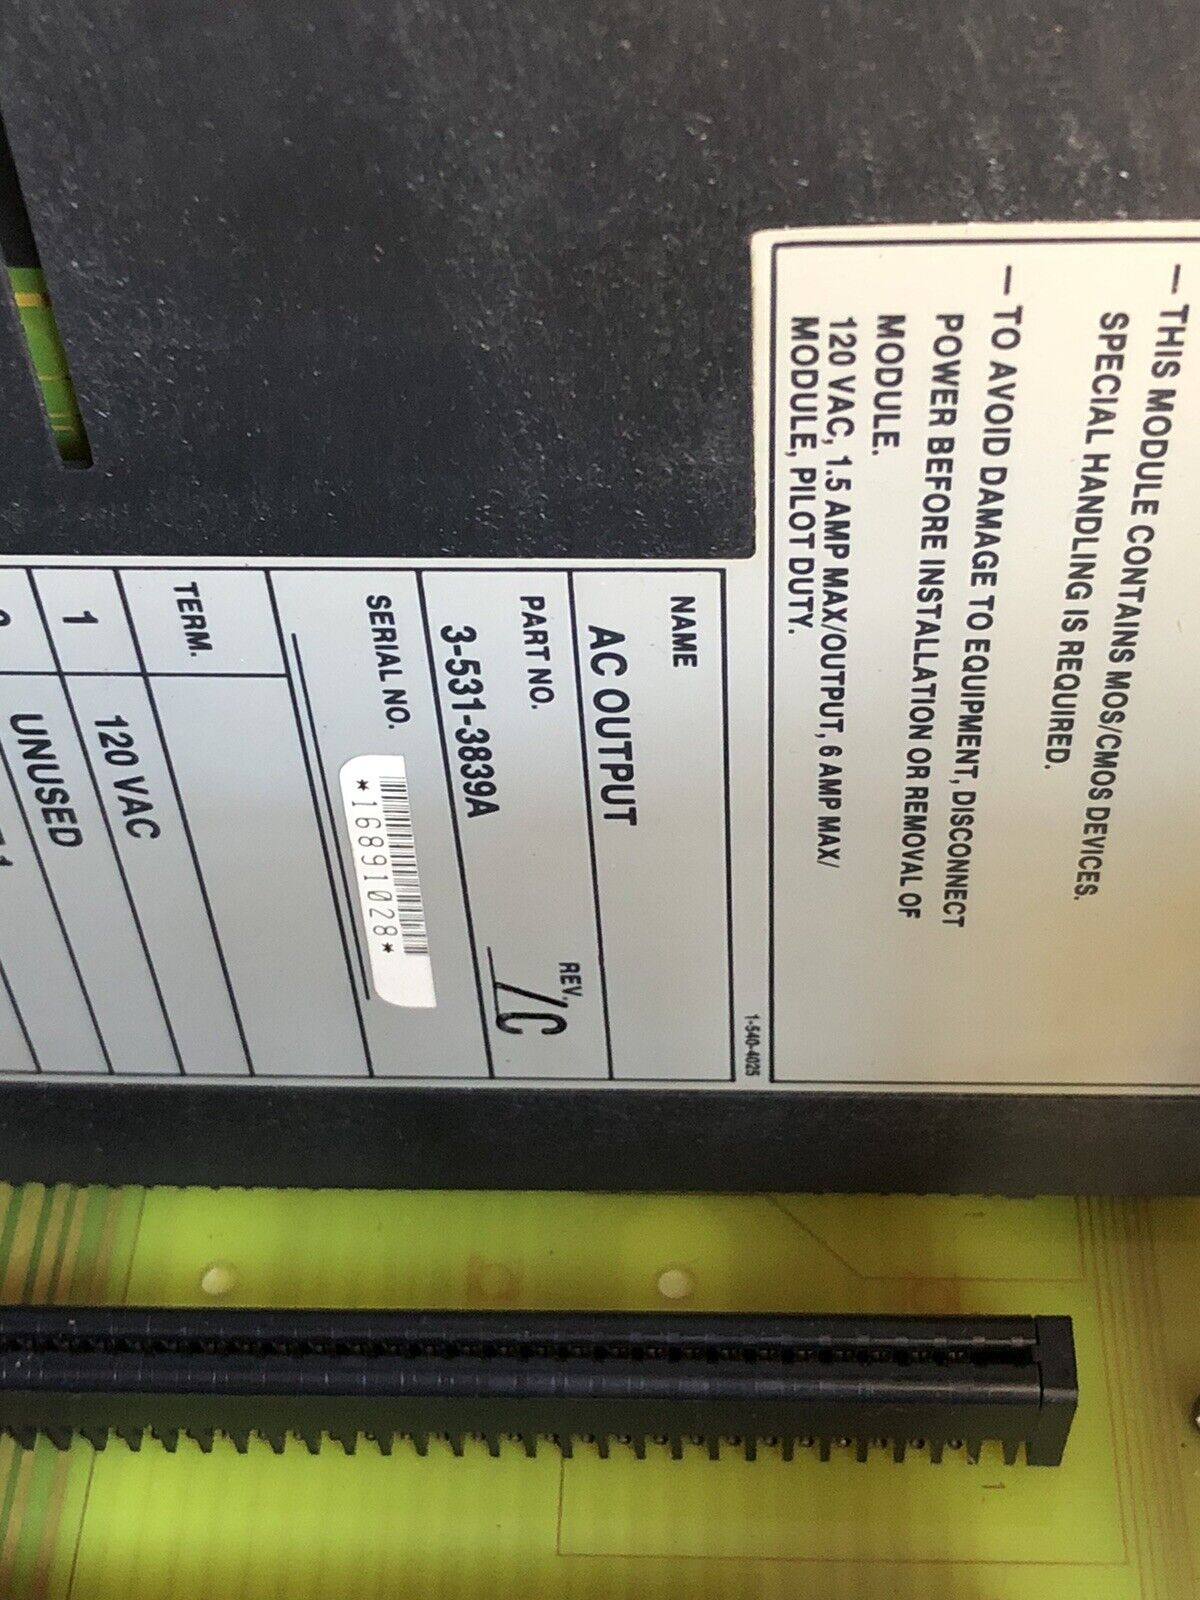 — THIS MODULE CONTAINS MOS/CMOS DEVICES.
SPECIAL HANDLING IS REQUIRED.
— TO AVOID DAMAGE TO EQUIPMENT, DISCONNECT
POWER BEFORE INSTALLATION OR REMOVAL OF
MODULE.
120 VAC, 1.5 AMP MAX/OUTPUT, 6 AMP MAX/
MODULE, PILOT DUTY.
1-540-4025
NAME
AC OUTPUT
PART NO.
REV.
3-531-3839A
/C
SERIAL NO.
*16891028*
TERM.
1
120 VAC
UNUSED
1